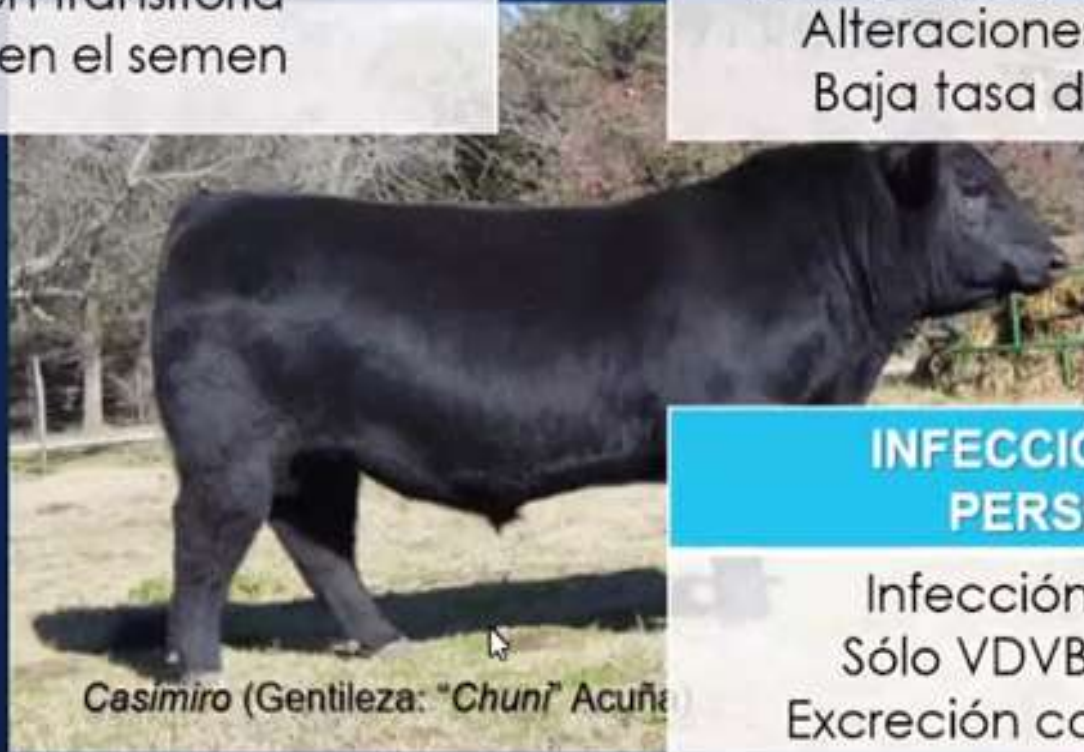 en el semen
Alteracione
Baja tasa d
INFECCIO
PERS
Infección
Sólo VDVB
Excreción co
Casimiro (Gentileza: "Chuni" Acuña)